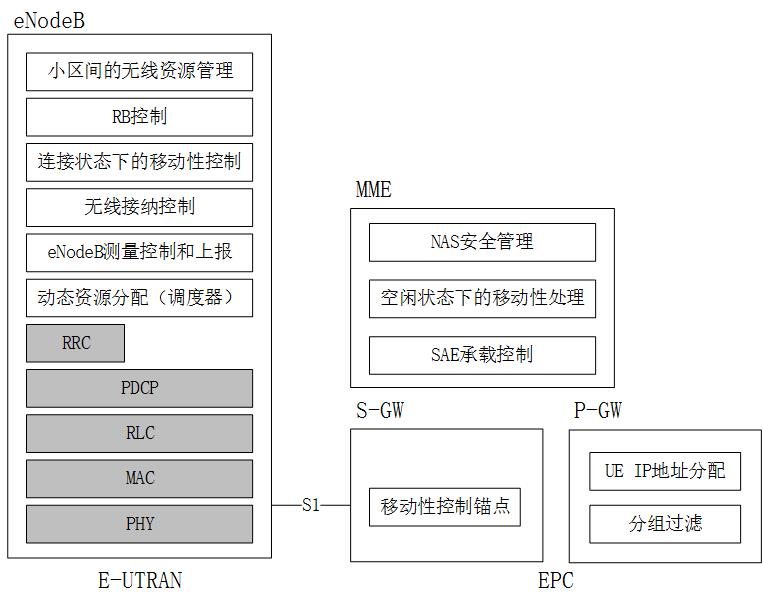 eNodeB
小区间的无线资源管理
RB控制
连接状态下的移动性控制
无线接纳控制
eNodeB测量控制和上报
动态资源分配（调度器）
RRC
PDCP
RLC
MAC
PHY
E-UTRAN
S1
MME
NAS安全管理
空闲状态下的移动性处理
SAE承载控制
S-GW
移动性控制锚点
P-GW
UE IP地址分配
分组过滤
EPC